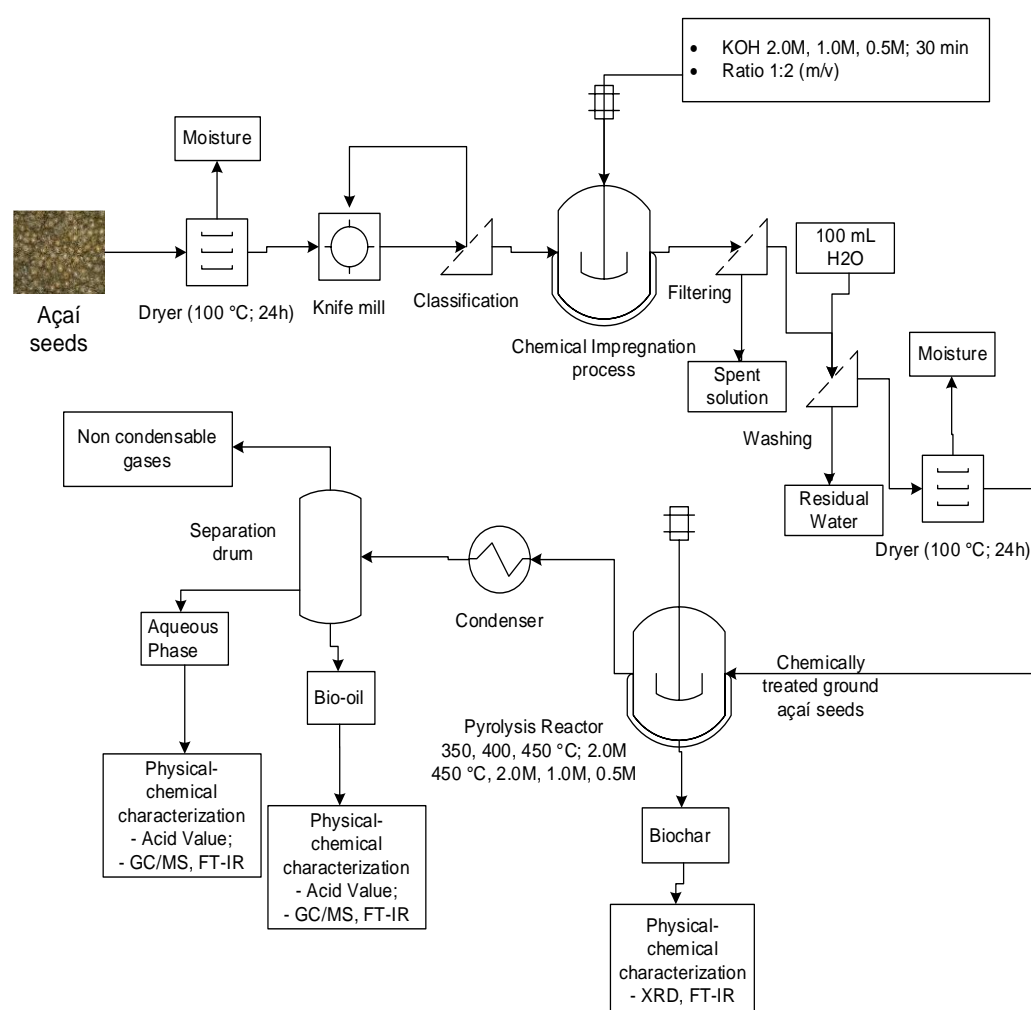 • KOH 2.0M, 1.0M, 0.5M; 30 min
• Ratio 1:2 (m/v)
Moisture
Açaí
seeds
Dryer (100 °C; 24h)
Knife mill
Classification
Chemical Impregnation
process
Filtering
Spent
solution
100 mL
H2O
Washing
Residual
Water
Moisture
Dryer (100 °C; 24h)
Chemically
treated ground
açaí seeds
Pyrolysis Reactor
350, 400, 450 °C; 2.0M
450 °C, 2.0M, 1.0M, 0.5M
Biochar
Physical-
chemical
characterization
- XRD, FT-IR
Condenser
Separation
drum
Non condensable
gases
Aqueous
Phase
Physical-
chemical
characterization
- Acid Value;
- GC/MS, FT-IR
Bio-oil
Physical-
chemical
characterization
- Acid Value;
- GC/MS, FT-IR